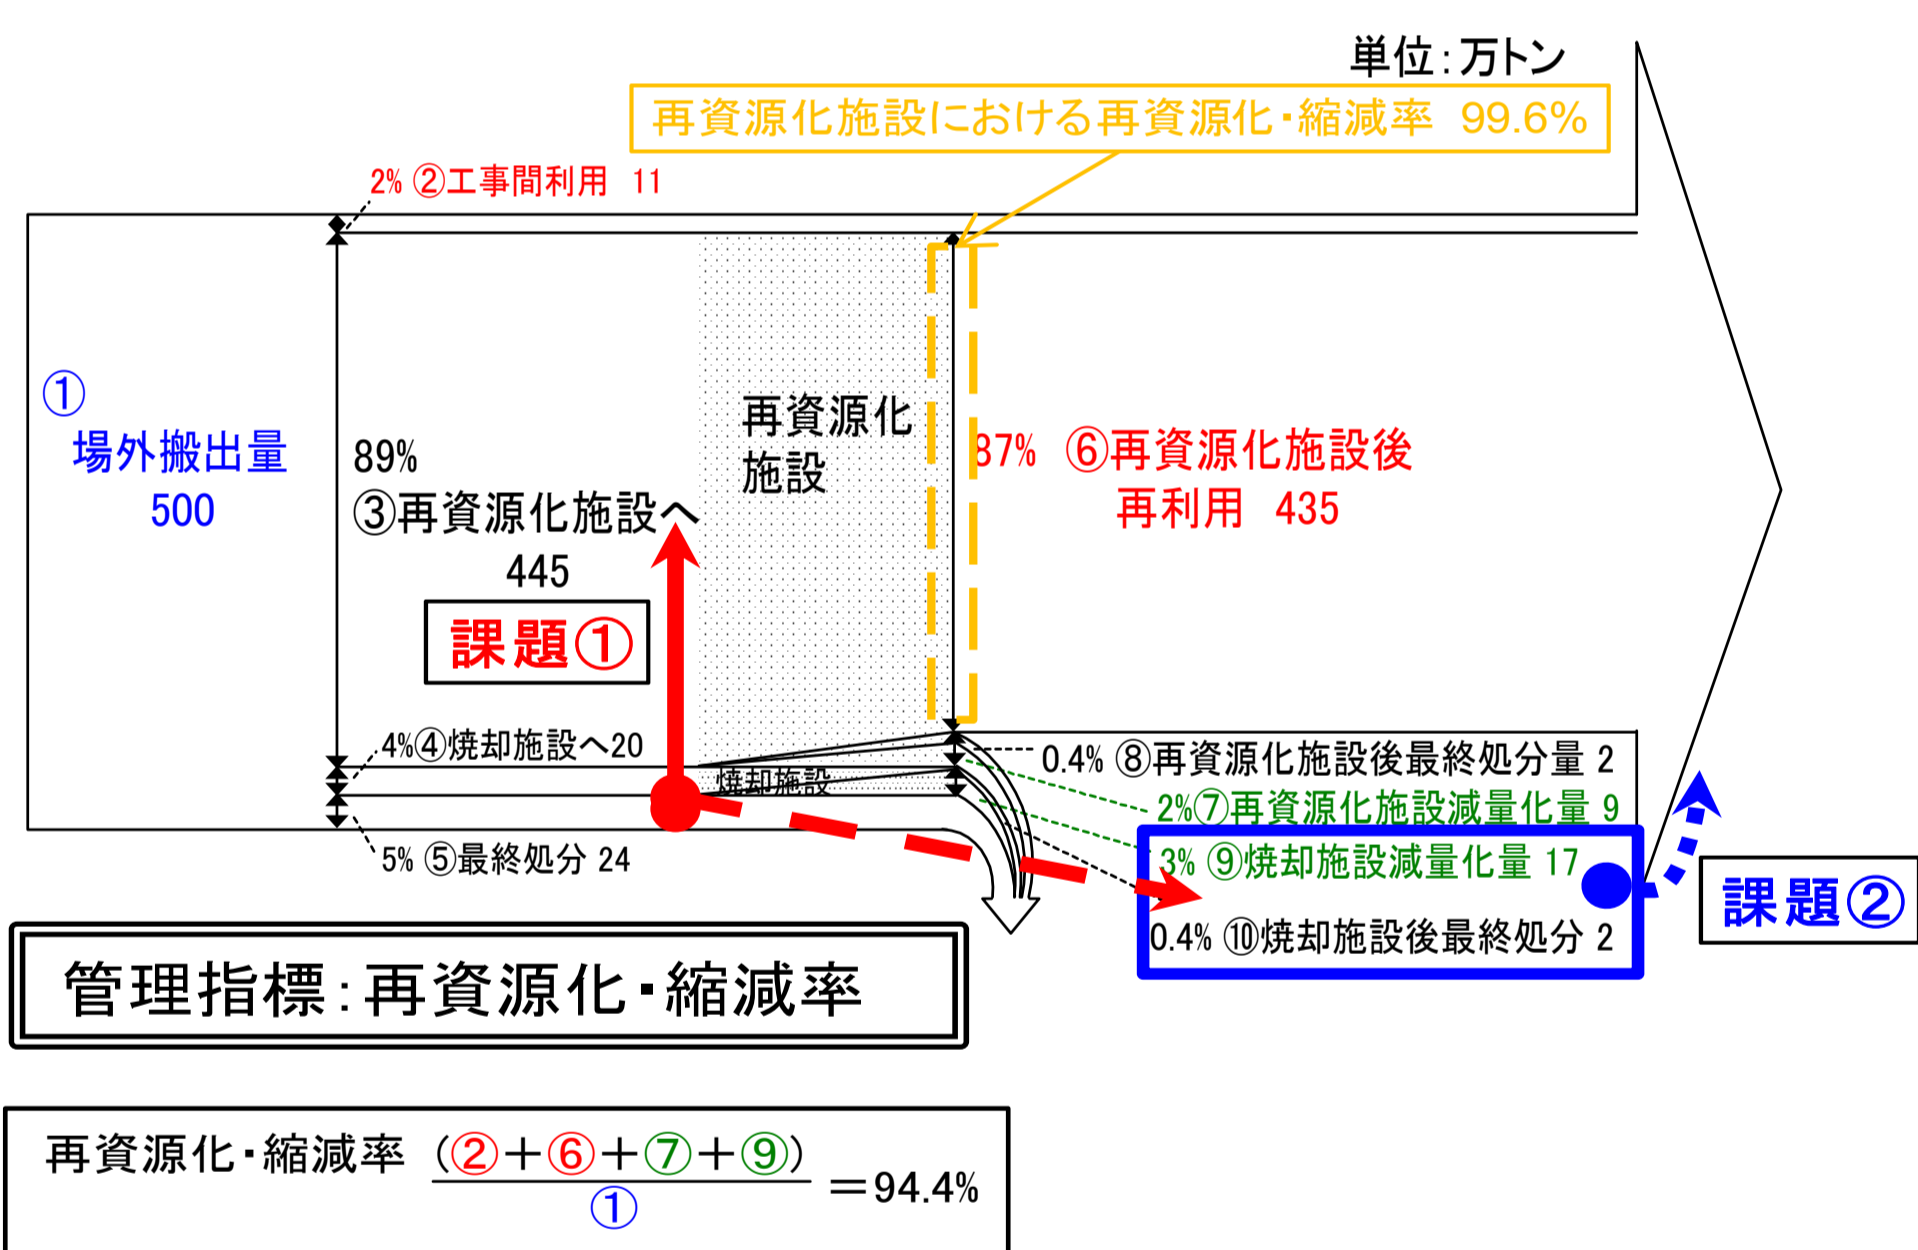 単位：万トン
再資源化施設における再資源化・縮減率 99.6%
2% ②工事間利用 11
①
場外搬出量
500
89%
③再資源化施設へ
445
課題①
再資源化
施設
87% ⑥再資源化施設後
再利用 435
4%④焼却施設へ20
焼却施設
5% ⑤最終処分 24
0.4% ⑧再資源化施設後最終処分量 2
2%⑦再資源化施設減量化量 9
3% ⑨焼却施設減量化量 17
0.4% ⑩焼却施設後最終処分 2
課題②
管理指標：再資源化・縮減率
再資源化・縮減率 (②＋⑥＋⑦＋⑨)
①
＝94.4%